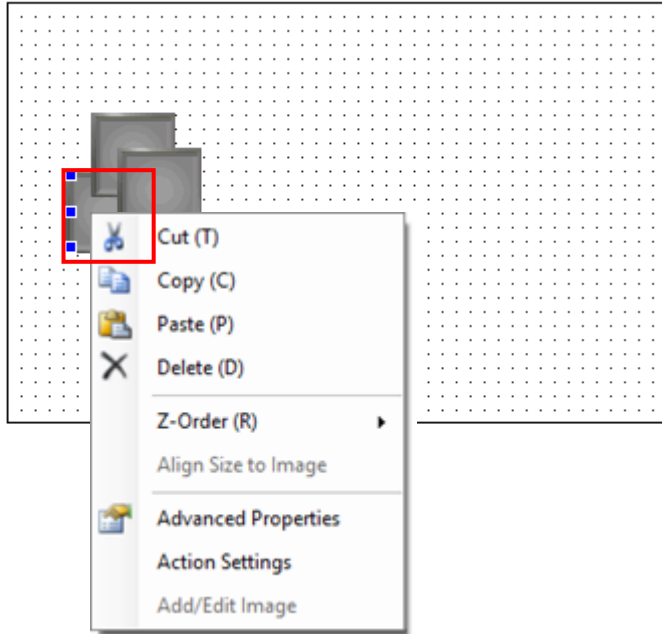 Cut (T)
Copy (C)
Paste (P)
Delete (D)
Z-Order (R)
Align Size to Image
Advanced Properties
Action Settings
Add/Edit Image